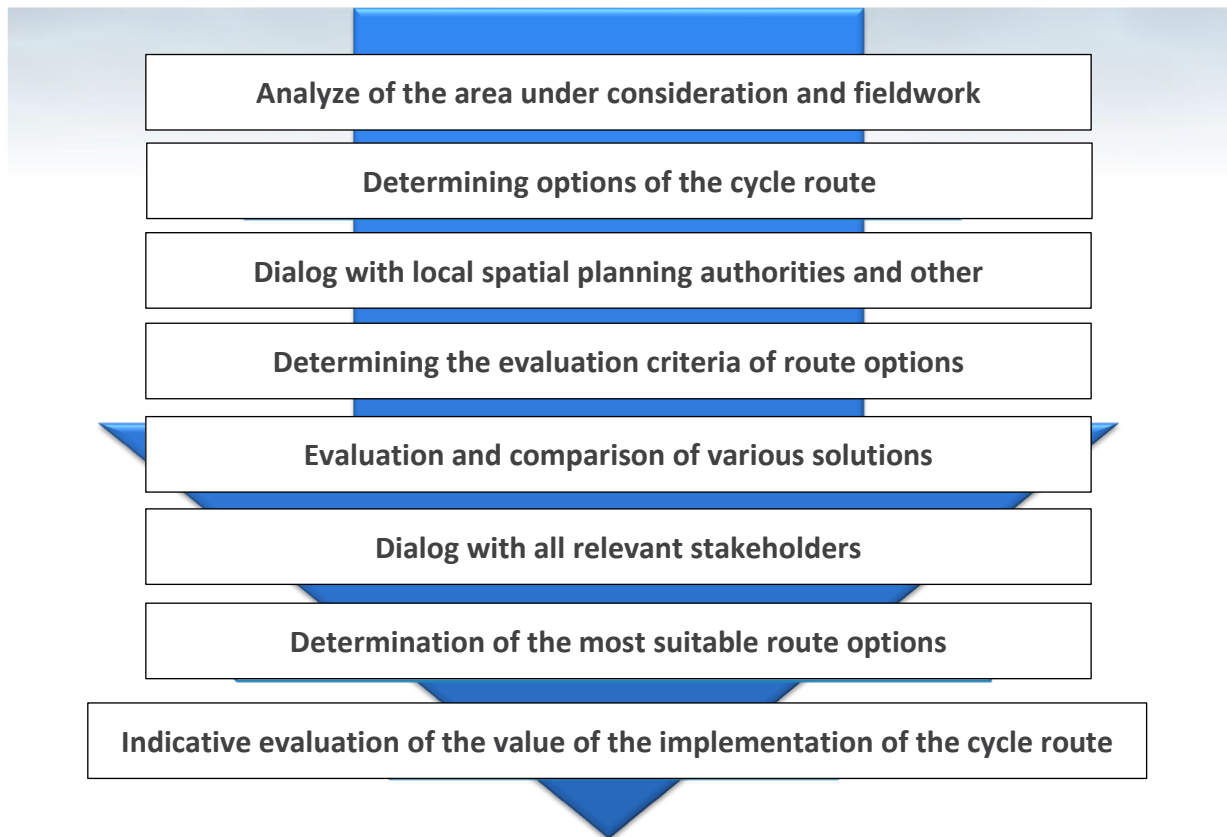 Analyze of the area under consideration and fieldwork
Determining options of the cycle route
Dialog with local spatial planning authorities and other
Determining the evaluation criteria of route options
Evaluation and comparison of various solutions
Dialog with all relevant stakeholders
Determination of the most suitable route options
Indicative evaluation of the value of the implementation of the cycle route